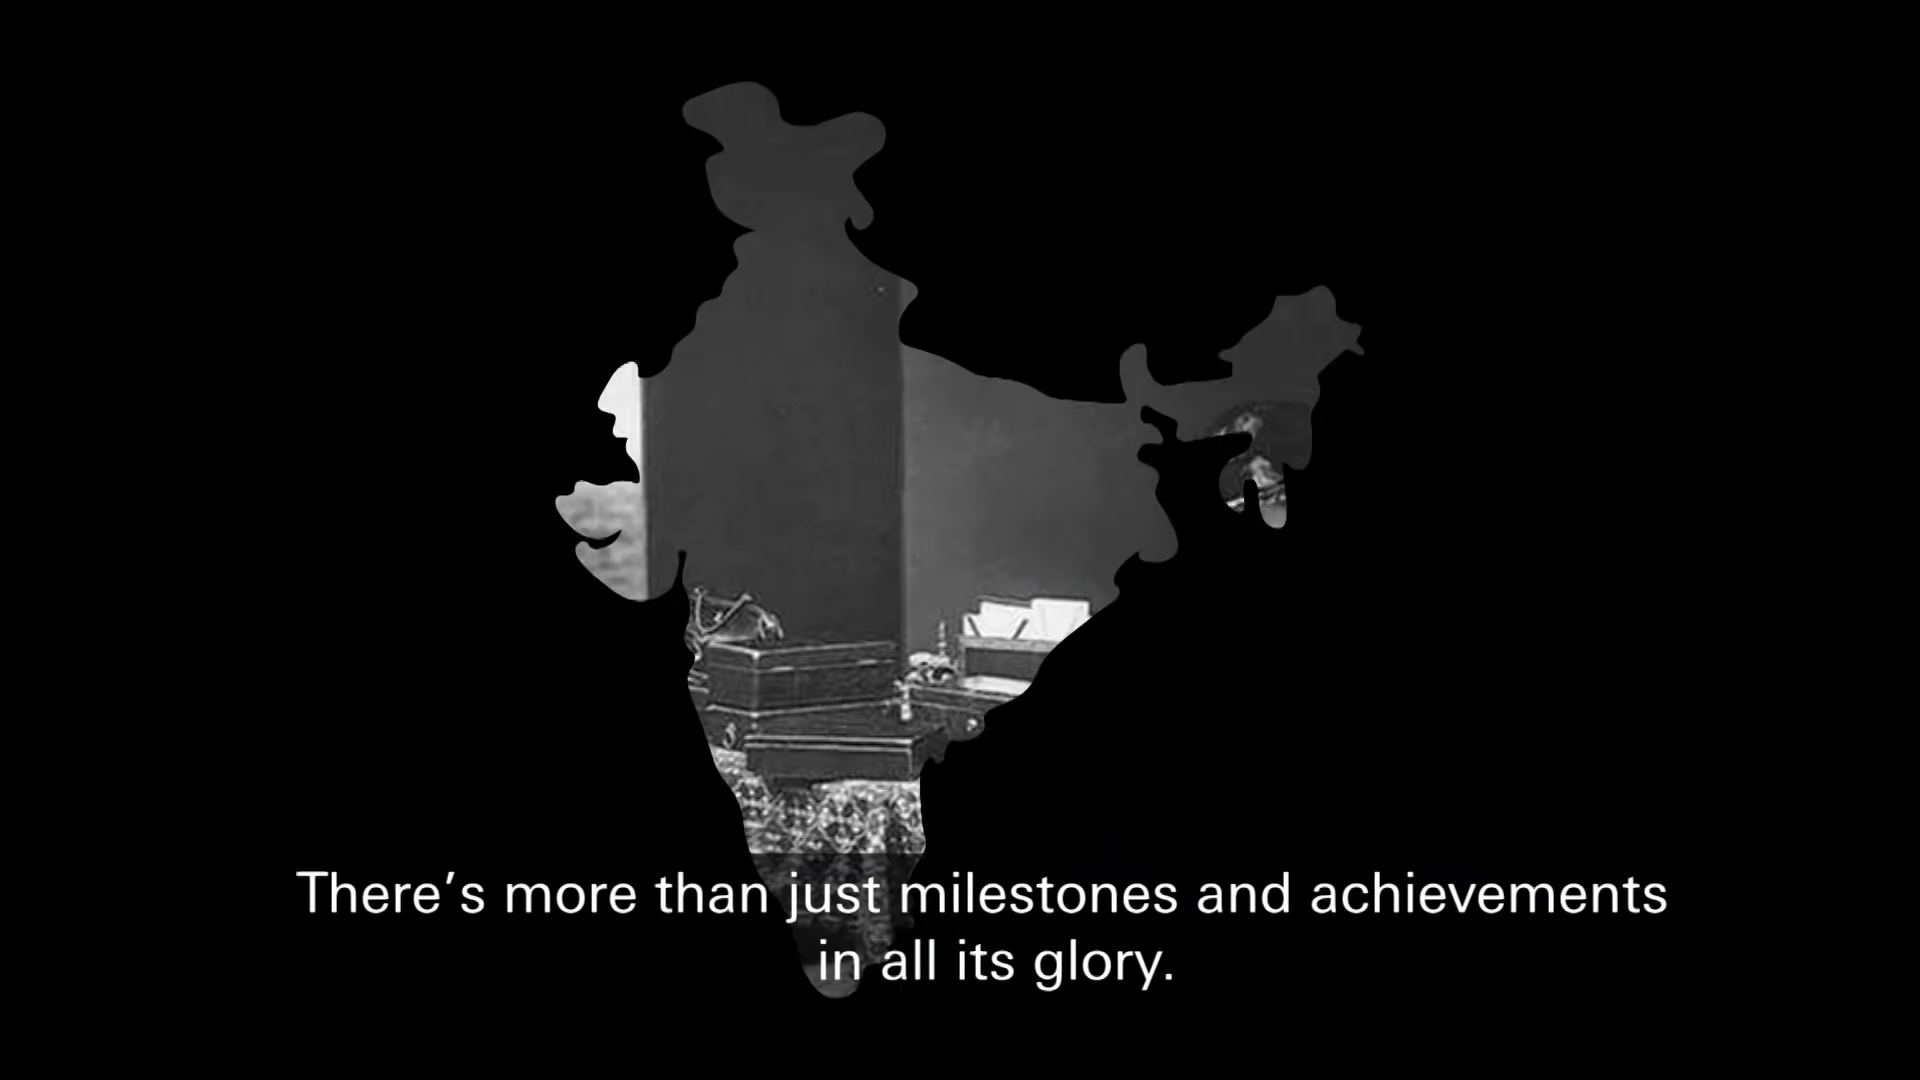 There’s more than just milestones and achievements
in all its glory.